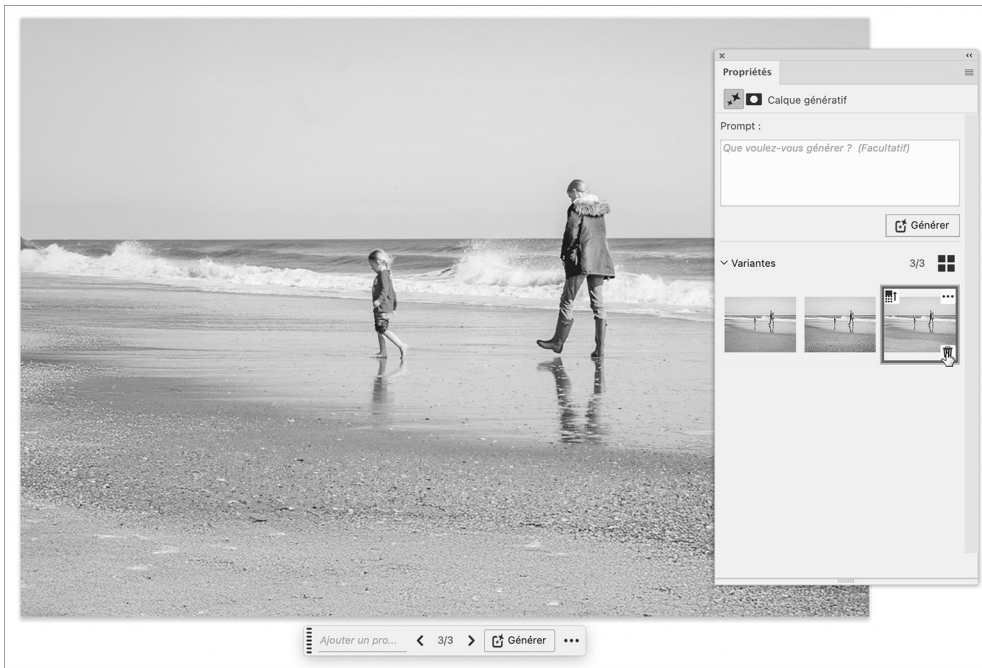 Propriétés
Calque génératif
Prompt :
Que voulez-vous générer ? (Facultatif)
Générer
Variantes
3/3
Ajouter un pro...
3/3
Générer